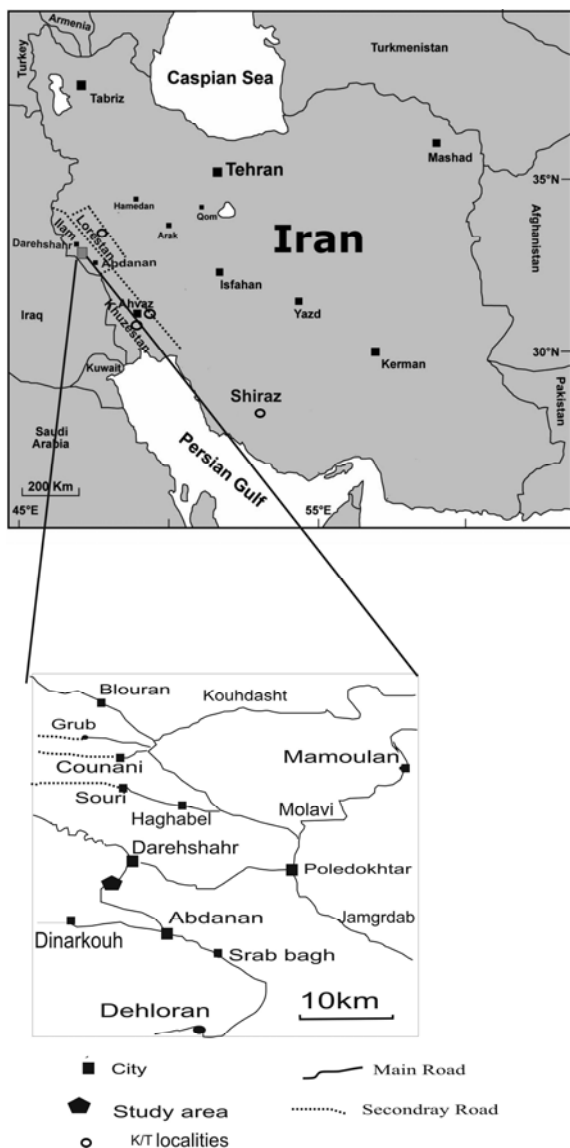 Armenia
Turkey
Caspian Sea
Turkmenistan
Tabriz
Mashad
Tehran
35°N
Hamedan
Qom
Lorestan
Ilam
Arak
Iran
Afghanistan
Darehshahr
Abdanan
Isfahan
Ahvaz
Yazd
Iraq
Khuzestan
30°N
Kerman
Kuwait
Pakistan
Shiraz
Saudi
Arabia
Persian Gulf
200 Km
45°E
55°E
Blouran
Kouhdasht
Grub
Mamoulan
Counani
Souri
Molavi
Haghabel
Darehshahr
Poledokhtar
Abdanan
Jamgrdab
Dinarkouh
Srab bagh
Dehloran
10km
City
Main Road
Study area
Secondray Road
K/T localities